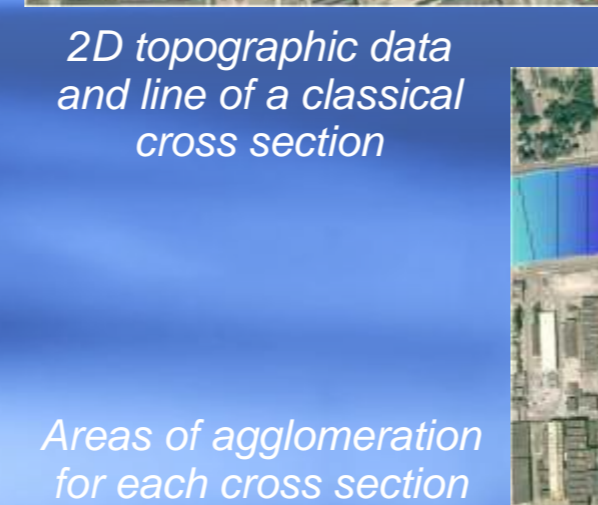 2D topographic data
and line of a classical
cross section
Areas of agglomeration
for each cross section